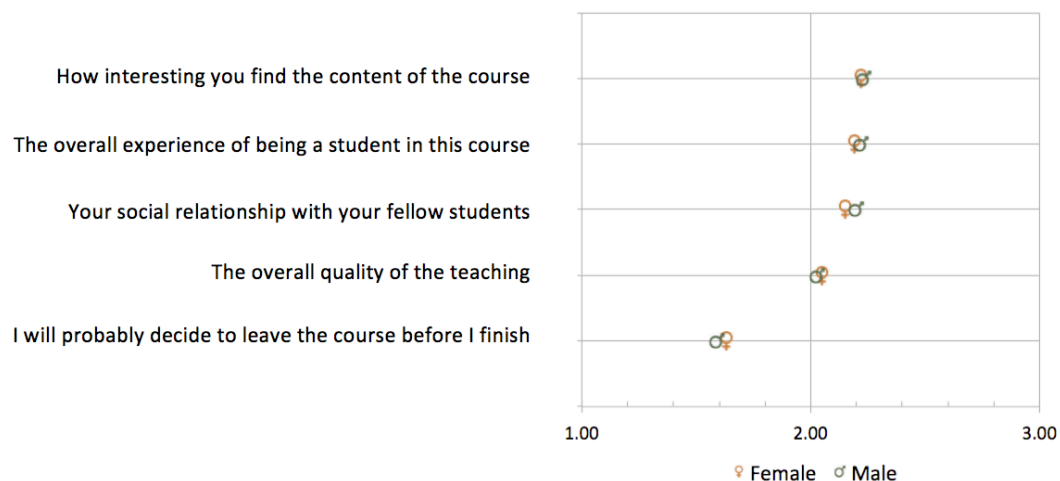 How interesting you find the content of the course
The overall experience of being a student in this course
Your social relationship with your fellow students
The overall quality of the teaching
I will probably decide to leave the course before I finish
1.00 2.00 3.00
♀ Female ♂ Male